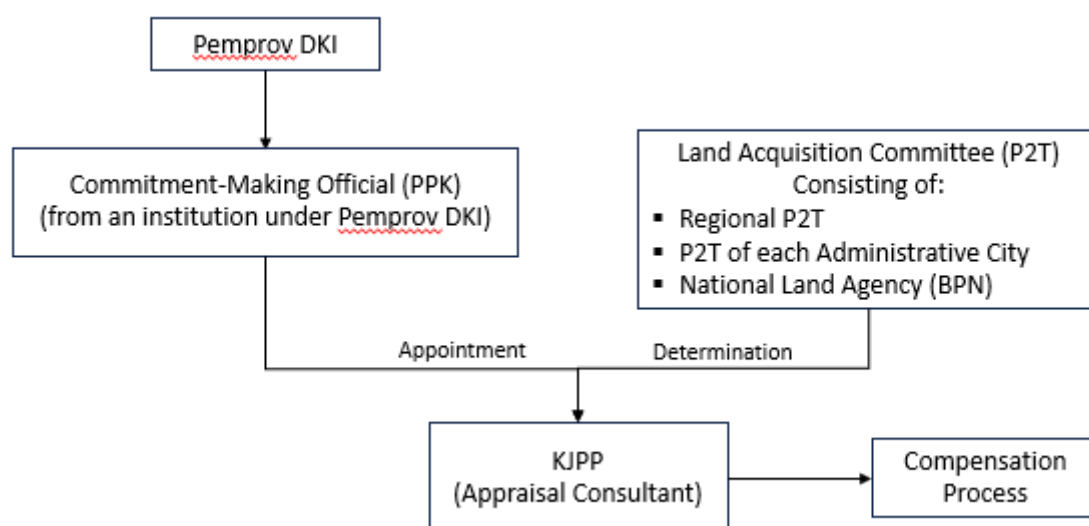 Pemprov DKI
Commitment-Making Official (PPK)
(from an institution under Pemprov DKI)
Land Acquisition Committee (P2T)
Consisting of:
▪ Regional P2T
▪ P2T of each Administrative City
▪ National Land Agency (BPN)
Appointment
Determination
KJPP
(Appraisal Consultant)
Compensation
Process